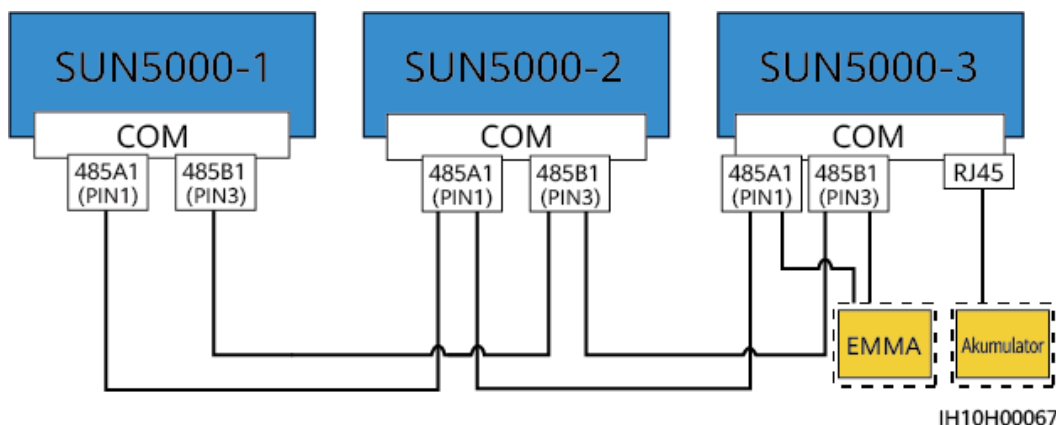 SUN5000-1
SUN5000-2
SUN5000-3
COM
COM
COM
485A1
(PIN1)
485B1
(PIN3)
485A1
(PIN1)
485B1
(PIN3)
485A1
(PIN1)
485B1
(PIN3)
RJ45
EMMA
Akumulator
IH10H00067